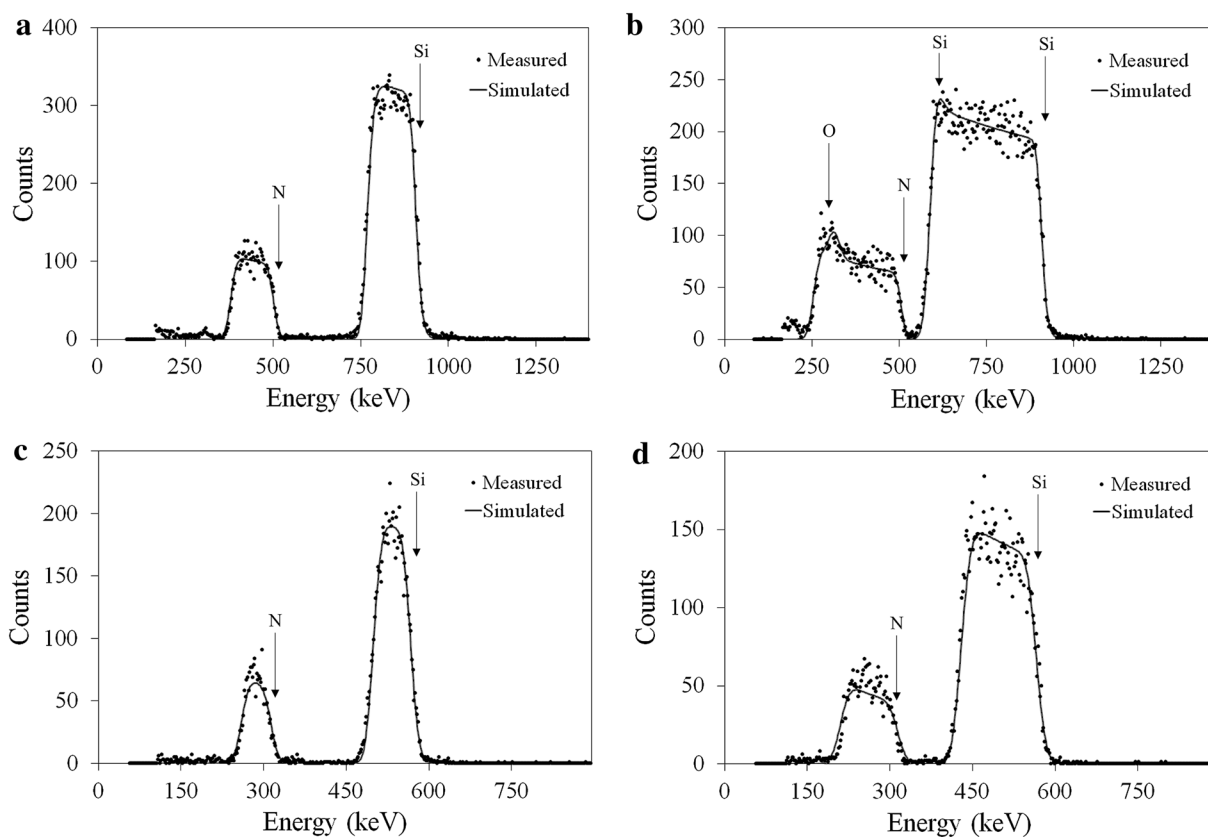 a
400
300
200
100
0
Counts
Si
N
Measured
Simulated
0 250 500 750 1000 1250
Energy (keV)
b
300
250
200
150
100
50
0
Counts
Si
Si
O
N
Measured
Simulated
0 250 500 750 1000 1250
Energy (keV)
c
250
200
150
100
50
0
Counts
Si
N
Measured
Simulated
0 150 300 450 600 750
Energy (keV)
d
200
150
100
50
0
Counts
Si
N
Measured
Simulated
0 150 300 450 600 750
Energy (keV)